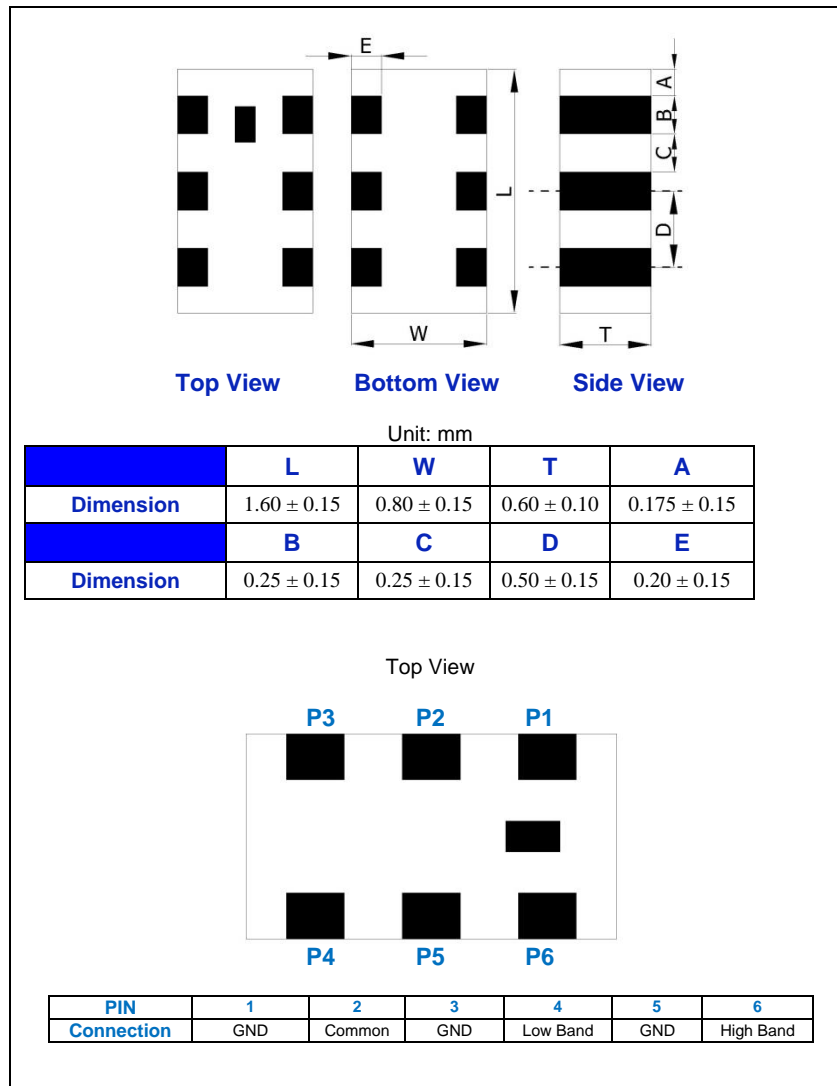 E
A
B
C
L
D
W
T
Top View Bottom View Side View
Unit: mm
L W T A
Dimension 1.60 ± 0.15 0.80 ± 0.15 0.60 ± 0.10 0.175 ± 0.15
B C D E
Dimension 0.25 ± 0.15 0.25 ± 0.15 0.50 ± 0.15 0.20 ± 0.15
Top View
P3 P2 P1
P4 P5 P6
PIN 1 2 3 4 5 6
Connection GND Common GND Low Band GND High Band